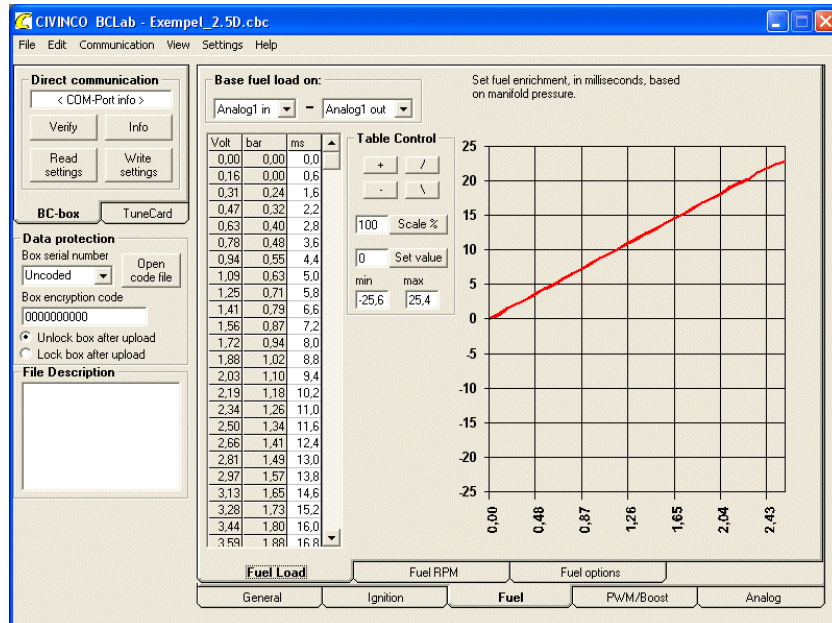 CIVINCO BCLab - Exempel_2.5D.cbc
File Edit Communication View Settings Help
Direct communication
< COM-Port info >
Verify Info
Read settings
Write settings
BC-box TuneCard
Data protection
Box serial number
Uncoded
Open code file
Box encryption code
0000000000
Unlock box after upload
Lock box after upload
File Description
Base fuel load on:
Analog1 in - Analog1 out
Set fuel enrichment, in milliseconds, based
on manifold pressure.
Volt bar ms
0,00 0,00 0,0
0,16 0,00 0,6
0,31 0,24 1,6
0,47 0,32 2,2
0,63 0,40 2,8
0,78 0,48 3,6
0,94 0,55 4,4
1,09 0,63 5,0
1,25 0,71 5,8
1,41 0,79 6,6
1,56 0,87 7,2
1,72 0,94 8,0
1,88 1,02 8,8
2,03 1,10 9,4
2,19 1,18 10,2
2,34 1,26 11,0
2,50 1,34 11,6
2,66 1,41 12,4
2,81 1,49 13,0
2,97 1,57 13,8
3,13 1,65 14,6
3,28 1,73 15,2
3,44 1,80 16,0
3,59 1,88 16,8
Table Control
+ /
- \
100 Scale %
0 Set value
min max
-25,6 25,4
25
20
15
10
5
0
-5
-10
-15
-20
-25
0,00 0,48 0,87 1,26 1,65 2,04 2,43
Fuel Load Fuel RPM Fuel options
General Ignition Fuel PWM/Boost Analog